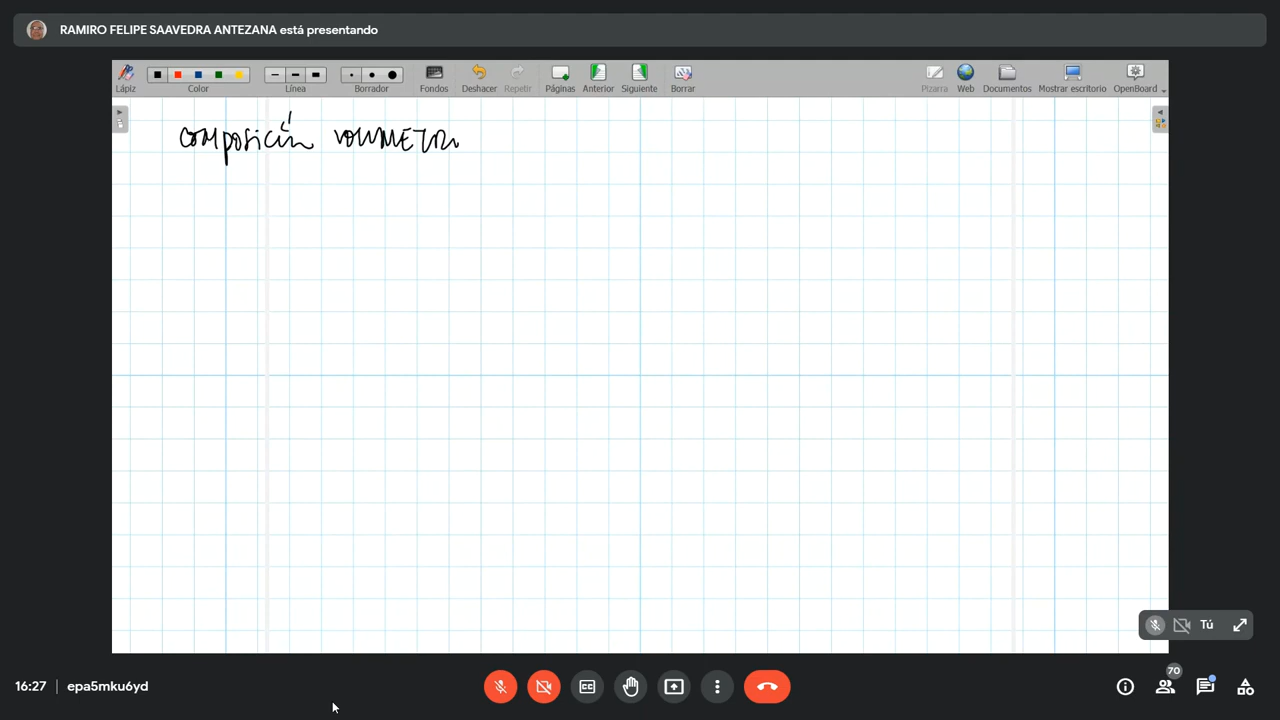 RAMIRO FELIPE SAAVEDRA ANTEZANA está presentando
Lápiz Color Línea Borrador Fondos Deshacer Repetir Páginas Anterior Siguiente Borrar Pizarra Web Documentos Mostrar escritorio OpenBoard
composición VOLUMETRI
Tú
16:27 epa5mku6yd
70